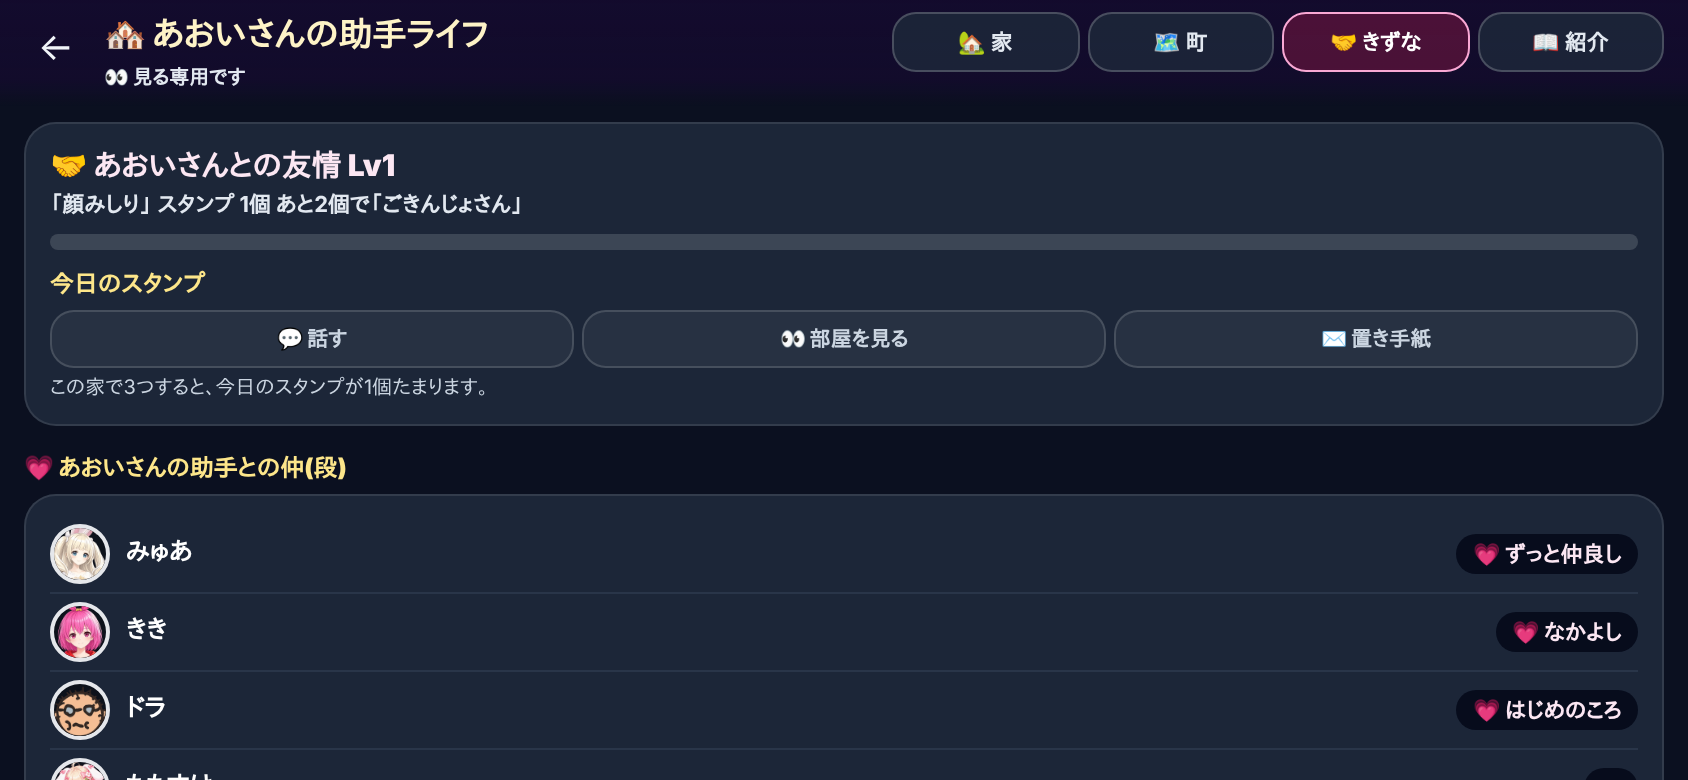 あおいさんの助手ライフ
見る専用です
家
町
きずな
紹介
あおいさんとの友情 Lv1
「顔みしり」 スタンプ 1個 あと2個で「ごきんじょさん」
今日のスタンプ
話す
部屋を見る
置き手紙
この家で3つすると、今日のスタンプが1個たまります。
あおいさんの助手との仲(段)
みゅあ
ずっと仲良し
きき
なかよし
ドラ
はじめのころ